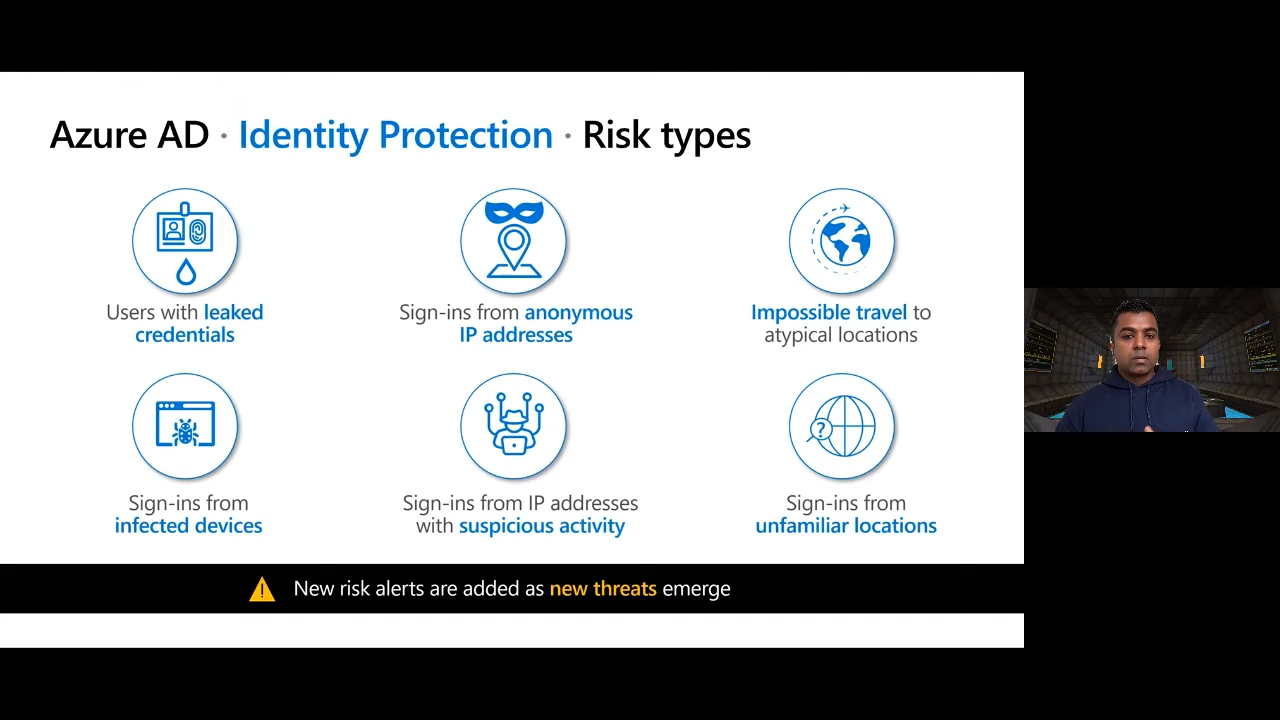 Azure AD · Identity Protection · Risk types
Users with leaked
credentials
Sign-ins from anonymous
IP addresses
Impossible travel to
atypical locations
Sign-ins from
infected devices
Sign-ins from IP addresses
with suspicious activity
?
Sign-ins from
unfamiliar locations
! New risk alerts are added as new threats emerge